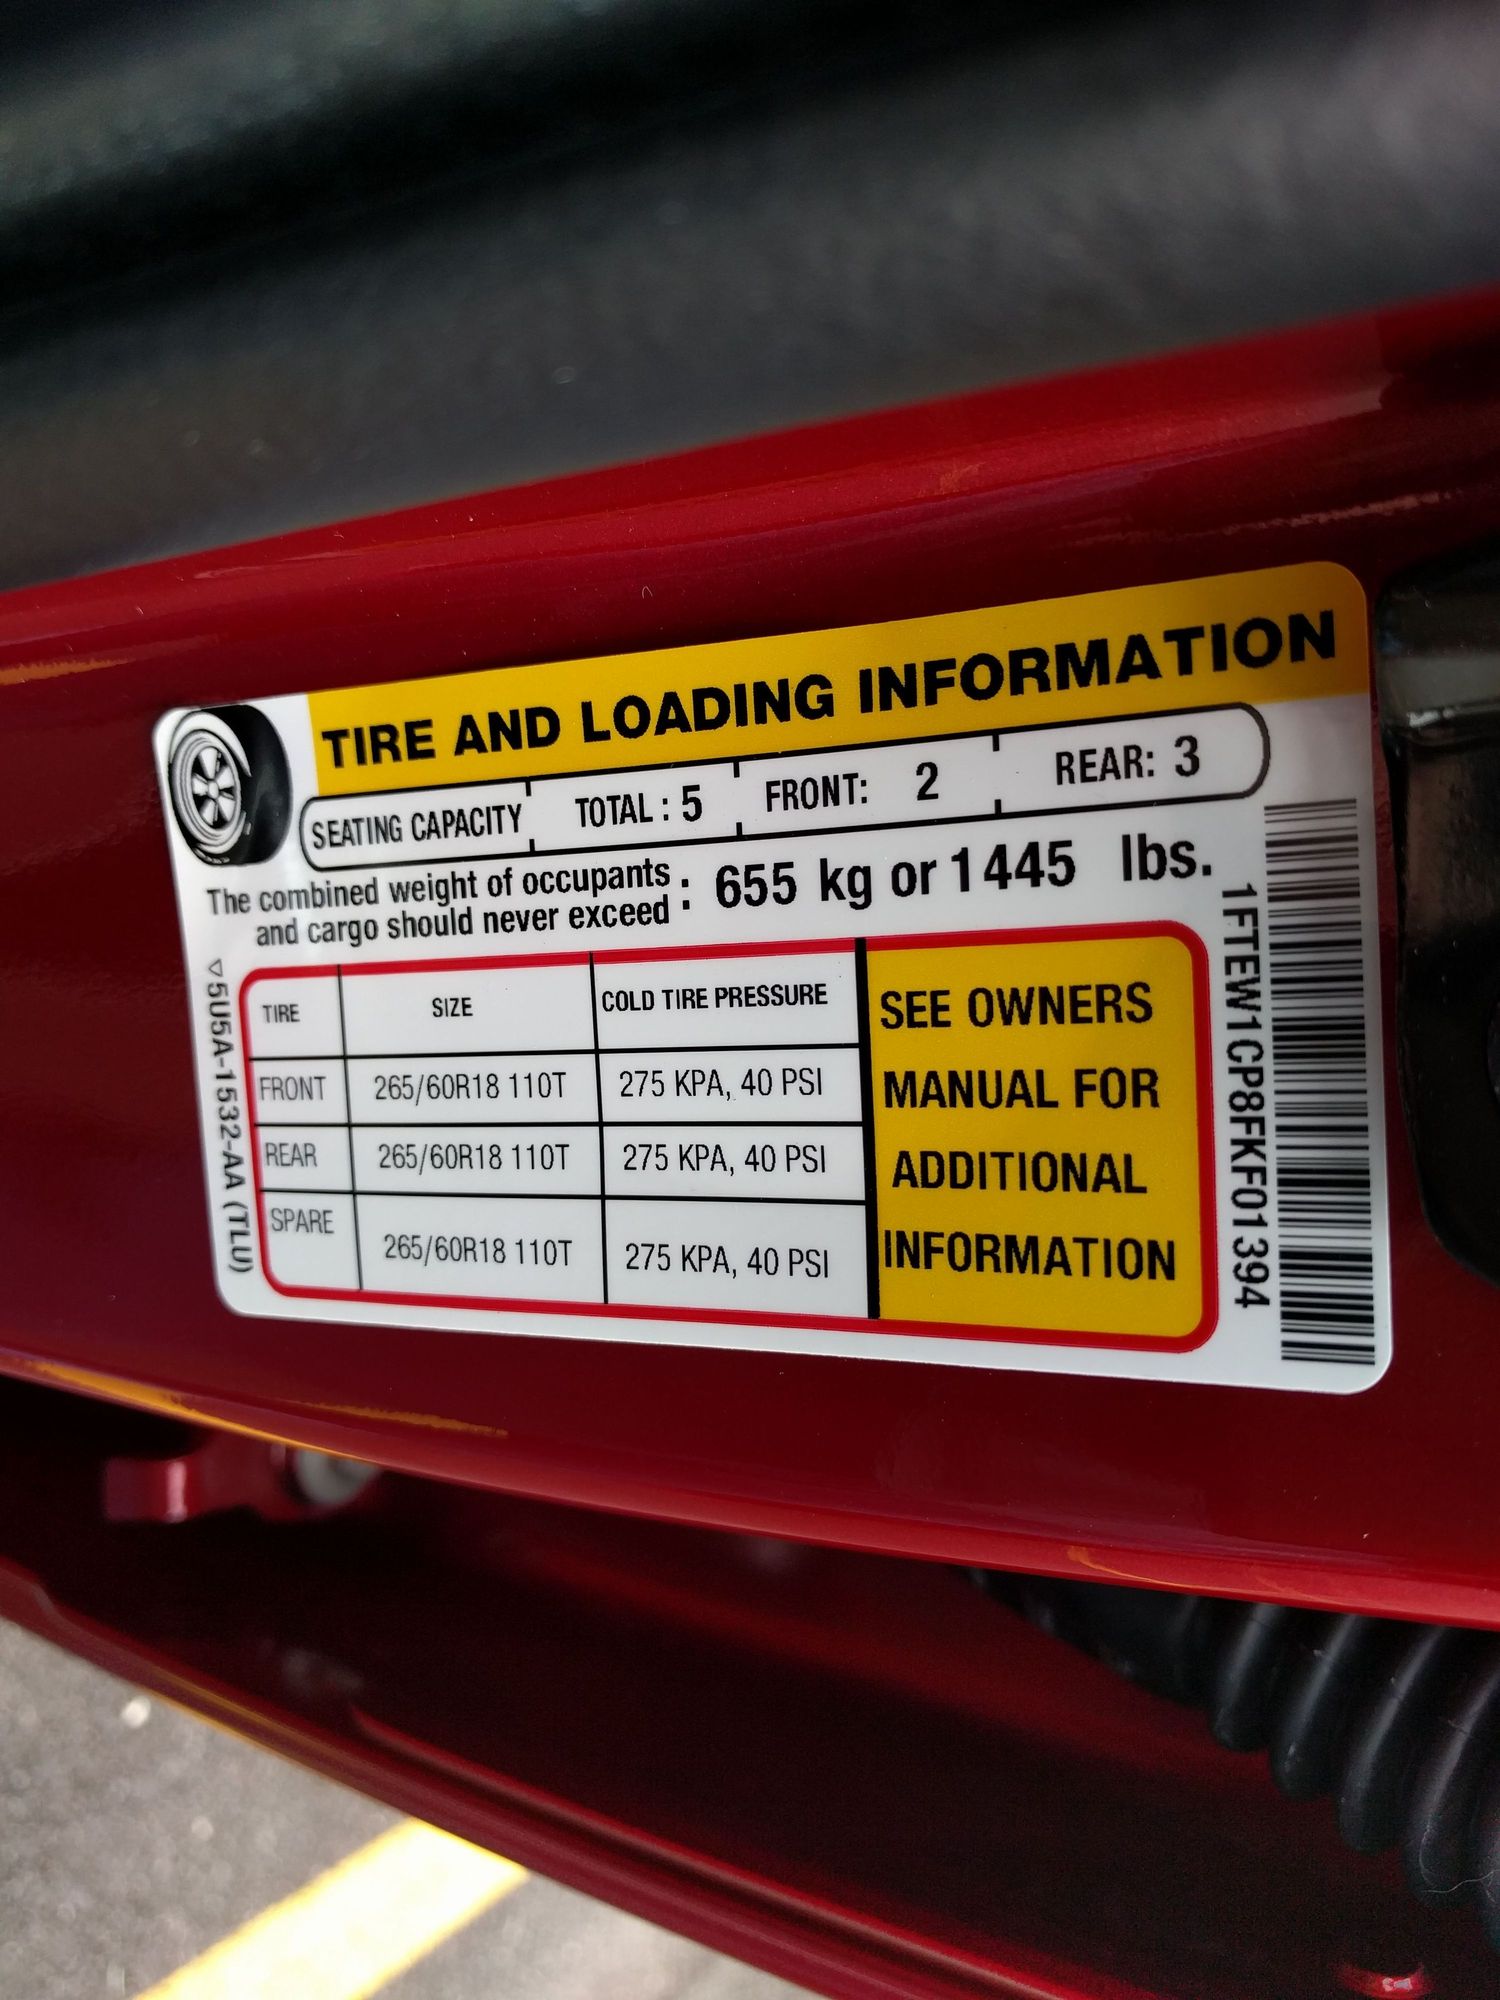 TIRE AND LOADING INFORMATION
SEATING CAPACITY TOTAL : 5 FRONT: 2 REAR: 3
The combined weight of occupants
and cargo should never exceed : 655 kg or 1445 lbs.
TIRE SIZE COLD TIRE PRESSURE
FRONT 265/60R18 110T 275 KPA, 40 PSI
REAR 265/60R18 110T 275 KPA, 40 PSI
SPARE 265/60R18 110T 275 KPA, 40 PSI
SEE OWNERS
MANUAL FOR
ADDITIONAL
INFORMATION
5U5A-1532-AA (TLU)
1FTEW1CP8FKF01394